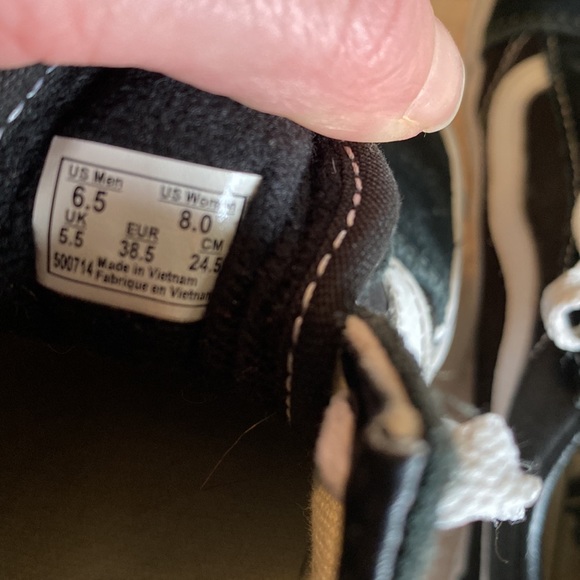 US Men US Women
6.5 8.0
UK EUR CM
5.5 38.5 24.5
500714 Made in Vietnam
Fabrique en Vietnam